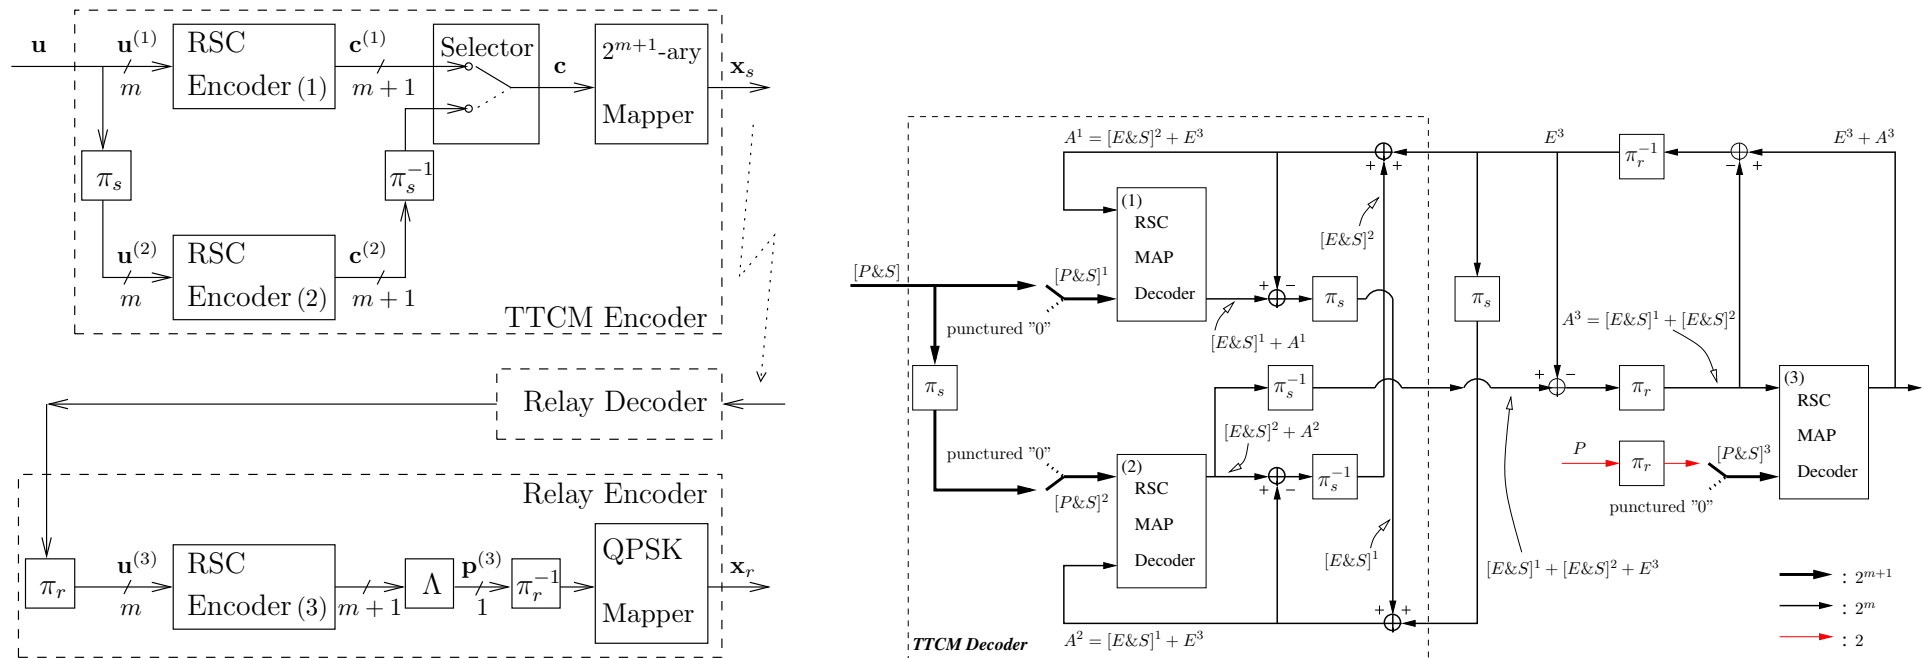 u
u^{(1)}
m
RSC
Encoder (1)
c^{(1)}
m + 1
Selector
c
2^{m+1}-ary
Mapper
x_s
π_s
π_s^{-1}
u^{(2)}
m
RSC
Encoder (2)
c^{(2)}
m + 1
TTCM Encoder
Relay Decoder
Relay Encoder
π_r
u^{(3)}
m
RSC
Encoder (3)
m + 1
Λ
p^{(3)}
1
π_r^{-1}
QPSK
Mapper
x_r
A^1 = [E&S]^2 + E^3
E^3
π_r^{-1}
E^3 + A^3
+ +
− +
(1)
RSC
MAP
Decoder
[E&S]^2
[P&S]
[P&S]^1
punctured "0"
+ −
π_s
π_s
[E&S]^1 + A^1
A^3 = [E&S]^1 + [E&S]^2
π_s
π_s^{-1}
+ −
π_r
(3)
RSC
MAP
Decoder
[E&S]^2 + A^2
punctured "0"
[P&S]^2
(2)
RSC
MAP
Decoder
+ −
π_s^{-1}
P
π_r
[P&S]^3
punctured "0"
[E&S]^1
[E&S]^1 + [E&S]^2 + E^3
+ +
TTCM Decoder
A^2 = [E&S]^1 + E^3
: 2^{m+1}
: 2^m
: 2